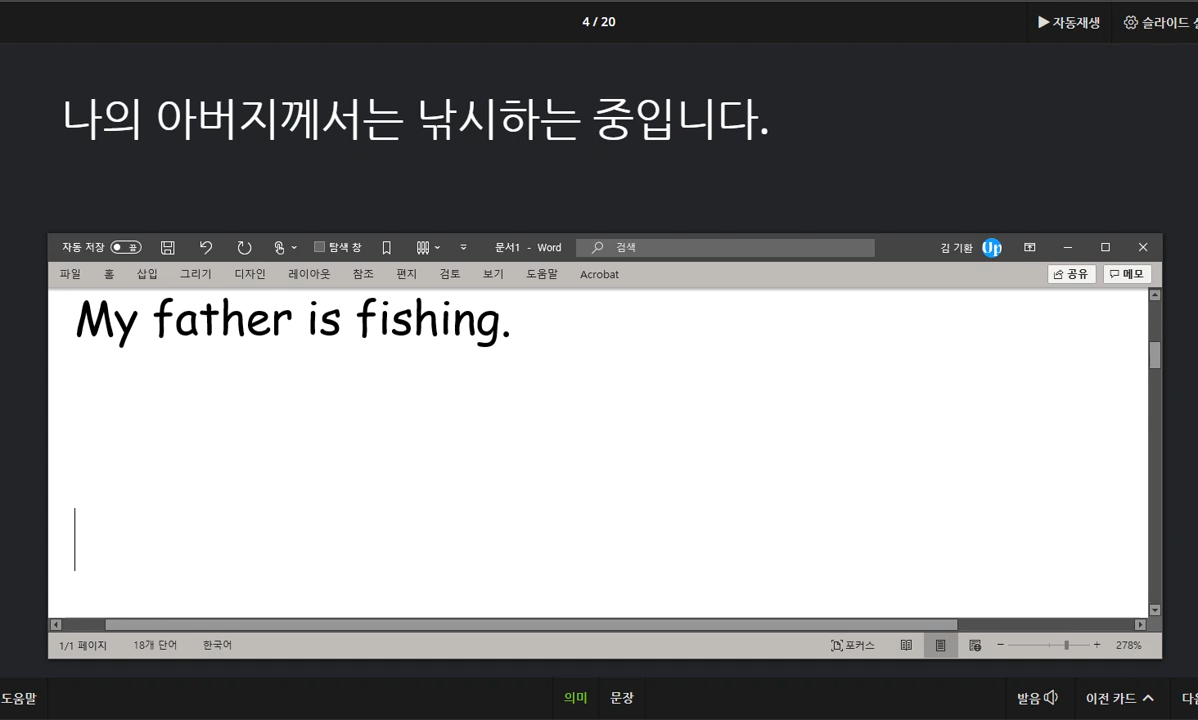 4 / 20
▶ 자동재생
슬라이드
나의 아버지께서는 낚시하는 중입니다.
자동 저장
탐색 창
문서1 - Word
검색
김 기환
Up
파일 홈 삽입 그리기 디자인 레이아웃 참조 편지 검토 보기 도움말 Acrobat
공유
메모
My father is fishing.
1/1 페이지 18개 단어 한국어
포커스
278%
도움말
의미 문장
발음
이전 카드